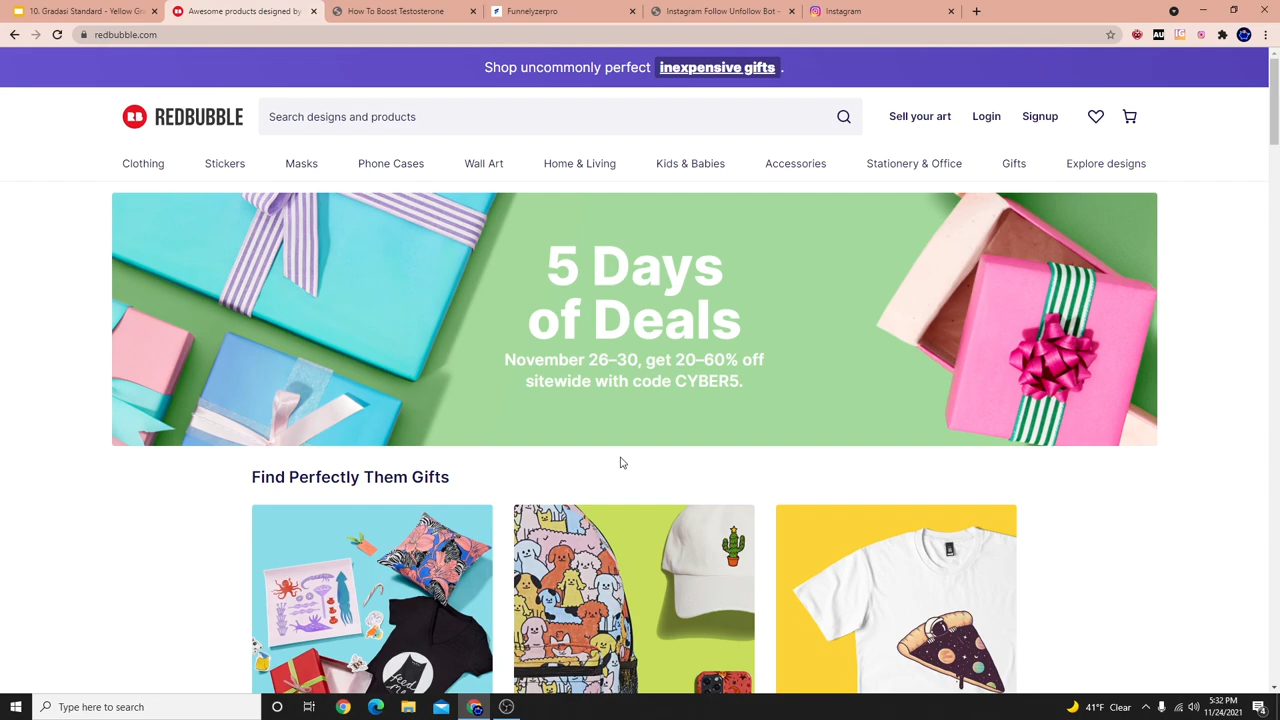 10. Gradasi Standard - Yellow Gr
Awesome products designed by
How To Boost Testosterone
Funnelyzpro
Instagram Follow Unfollow Bot -
Instagram
redbubble.com
Shop uncommonly perfect inexpensive gifts .
RB REDBUBBLE
Search designs and products
Sell your art
Login
Signup
Clothing
Stickers
Masks
Phone Cases
Wall Art
Home & Living
Kids & Babies
Accessories
Stationery & Office
Gifts
Explore designs
5 Days
of Deals
November 26–30, get 20–60% off
sitewide with code CYBER5.
Find Perfectly Them Gifts
Type here to search
41°F Clear
5:32 PM
11/24/2021